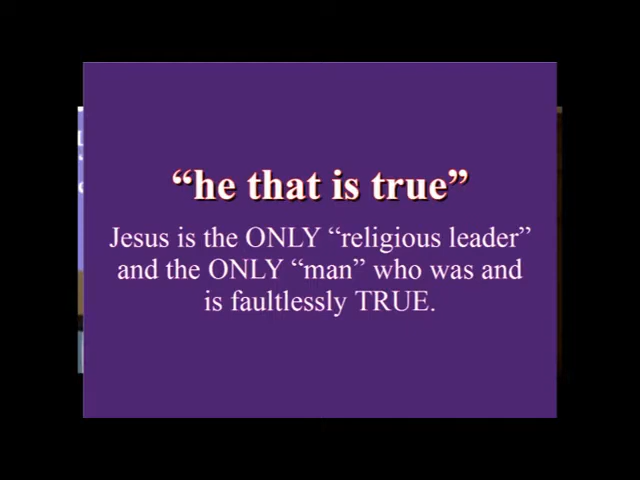 “he that is true”
Jesus is the ONLY “religious leader”
and the ONLY “man” who was and
is faultlessly TRUE.